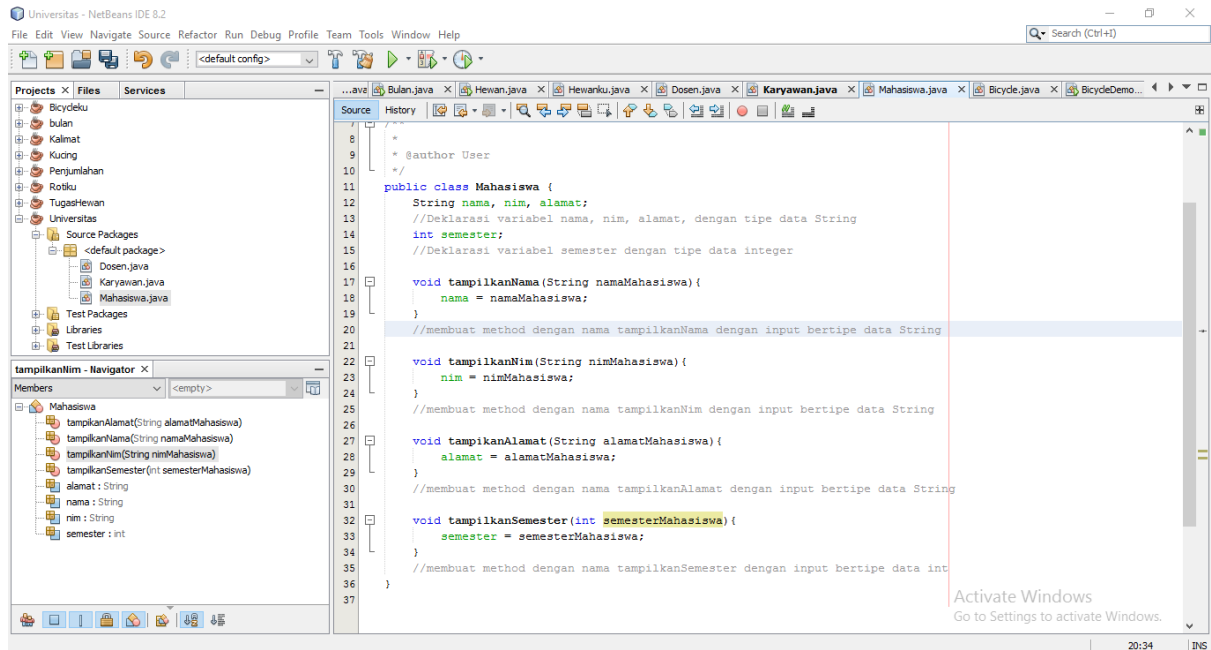 Universitas - NetBeans IDE 8.2
File Edit View Navigate Source Refactor Run Debug Profile Team Tools Window Help
Search (Ctrl+I)
<default config>
Projects Files Services
Bicycleku
bulan
Kalimat
Kucing
Penjumlahan
Rotiku
TugasHewan
Universitas
Source Packages
<default package>
Dosen.java
Karyawan.java
Mahasiswa.java
Test Packages
Libraries
Test Libraries
tampilkanNim - Navigator
Members <empty>
Mahasiswa
tampikanAlamat(String alamatMahasiswa)
tampilkanNama(String namaMahasiswa)
tampilkanNim(String nimMahasiswa)
tampilkanSemester(int semesterMahasiswa)
alamat : String
nama : String
nim : String
semester : int
...ava Bulan.java Hewan.java Hewanku.java Dosen.java Karyawan.java Mahasiswa.java Bicycle.java BicycleDemo...
Source History
7 /**
8 *
9 * @author User
10 */
11 public class Mahasiswa {
12 String nama, nim, alamat;
13 //Deklarasi variabel nama, nim, alamat, dengan tipe data String
14 int semester;
15 //Deklarasi variabel semester dengan tipe data integer
16
17 void tampilkanNama(String namaMahasiswa){
18 nama = namaMahasiswa;
19 }
20 //membuat method dengan nama tampilkanNama dengan input bertipe data String
21
22 void tampilkanNim(String nimMahasiswa){
23 nim = nimMahasiswa;
24 }
25 //membuat method dengan nama tampilkanNim dengan input bertipe data String
26
27 void tampikanAlamat(String alamatMahasiswa){
28 alamat = alamatMahasiswa;
29 }
30 //membuat method dengan nama tampilkanAlamat dengan input bertipe data String
31
32 void tampilkanSemester(int semesterMahasiswa){
33 semester = semesterMahasiswa;
34 }
35 //membuat method dengan nama tampilkanSemester dengan input bertipe data int
36 }
37
Activate Windows
Go to Settings to activate Windows.
20:34 INS